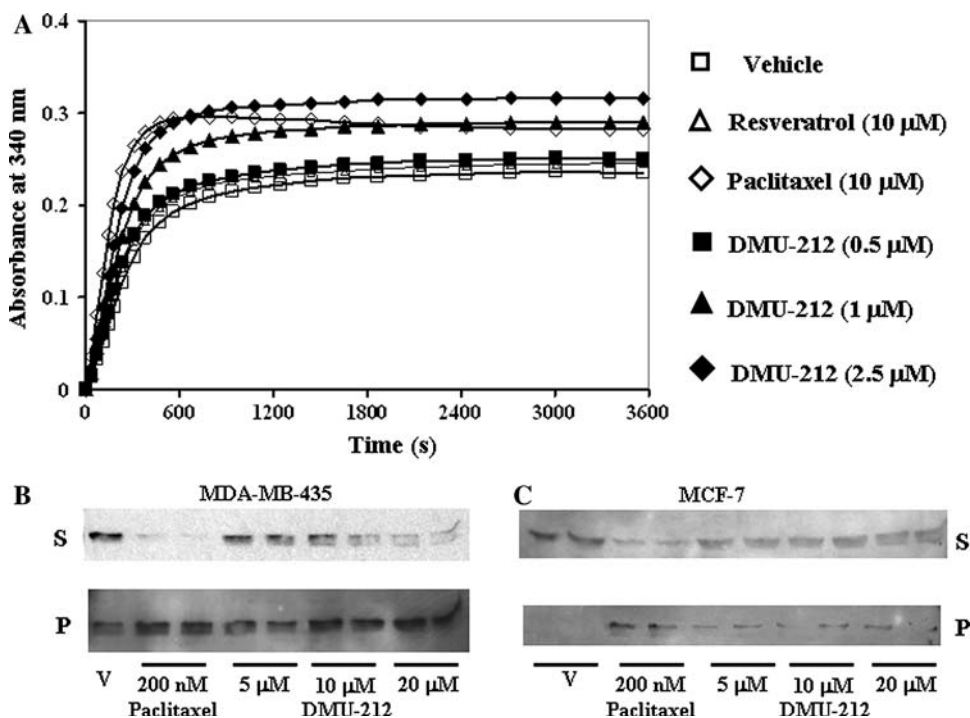 A
0.4
0.3
0.2
0.1
0
Absorbance at 340 nm
0 600 1200 1800 2400 3000 3600
Time (s)
Vehicle
Resveratrol (10 µM)
Paclitaxel (10 µM)
DMU-212 (0.5 µM)
DMU-212 (1 µM)
DMU-212 (2.5 µM)
B
MDA-MB-435
S
P
V 200 nM 5 µM 10 µM 20 µM
Paclitaxel DMU-212
C
MCF-7
S
P
V 200 nM 5 µM 10 µM 20 µM
Paclitaxel DMU-212